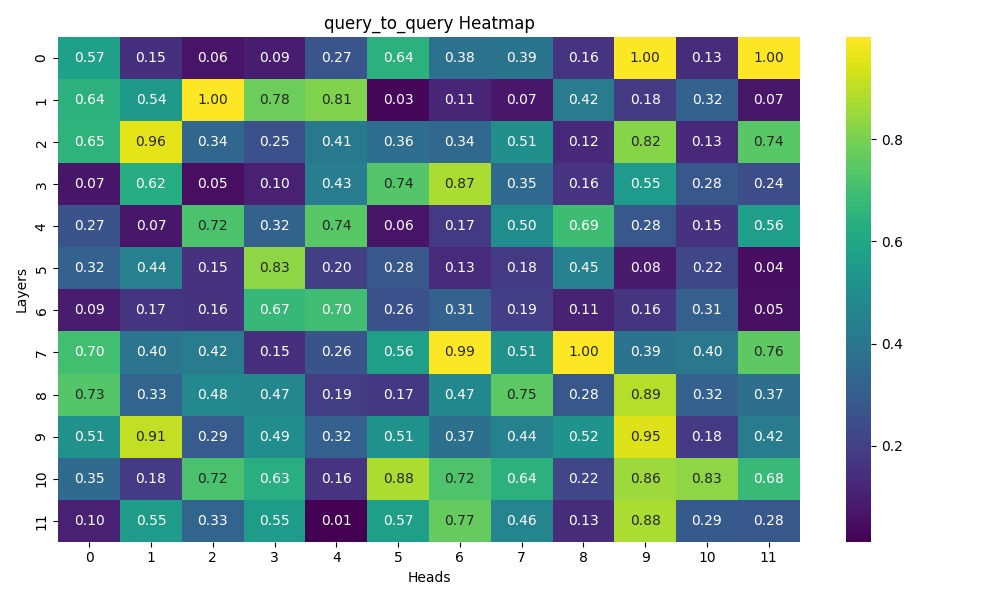 query_to_query Heatmap
0 0.57 0.15 0.06 0.09 0.27 0.64 0.38 0.39 0.16 1.00 0.13 1.00
1 0.64 0.54 1.00 0.78 0.81 0.03 0.11 0.07 0.42 0.18 0.32 0.07
0.8
2 0.65 0.96 0.34 0.25 0.41 0.36 0.34 0.51 0.12 0.82 0.13 0.74
3 0.07 0.62 0.05 0.10 0.43 0.74 0.87 0.35 0.16 0.55 0.28 0.24
4 0.27 0.07 0.72 0.32 0.74 0.06 0.17 0.50 0.69 0.28 0.15 0.56
0.6
Layers
5 0.32 0.44 0.15 0.83 0.20 0.28 0.13 0.18 0.45 0.08 0.22 0.04
6 0.09 0.17 0.16 0.67 0.70 0.26 0.31 0.19 0.11 0.16 0.31 0.05
0.4
7 0.70 0.40 0.42 0.15 0.26 0.56 0.99 0.51 1.00 0.39 0.40 0.76
8 0.73 0.33 0.48 0.47 0.19 0.17 0.47 0.75 0.28 0.89 0.32 0.37
9 0.51 0.91 0.29 0.49 0.32 0.51 0.37 0.44 0.52 0.95 0.18 0.42
0.2
10 0.35 0.18 0.72 0.63 0.16 0.88 0.72 0.64 0.22 0.86 0.83 0.68
11 0.10 0.55 0.33 0.55 0.01 0.57 0.77 0.46 0.13 0.88 0.29 0.28
0 1 2 3 4 5 6 7 8 9 10 11
Heads